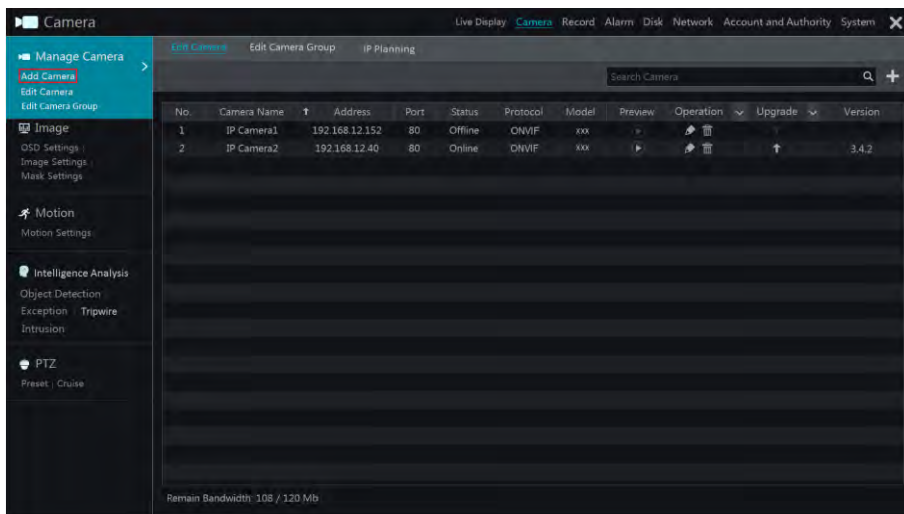 Camera
Live Display Camera Record Alarm Disk Network Account and Authority System
Manage Camera
Add Camera
Edit Camera
Edit Camera Group
Image
OSD Settings
Image Settings
Mask Settings
Motion
Motion Settings
Intelligence Analysis
Object Detection
Exception Tripwire
Intrusion
PTZ
Preset Cruise
Edit Camera Edit Camera Group IP Planning
Search Camera
No. Camera Name Address Port Status Protocol Model Preview Operation Upgrade Version
1 IP Camera1 192.168.12.152 80 Offline ONVIF xxx
2 IP Camera2 192.168.12.40 80 Online ONVIF xxx 3.4.2
Remain Bandwidth: 108 / 120 Mb